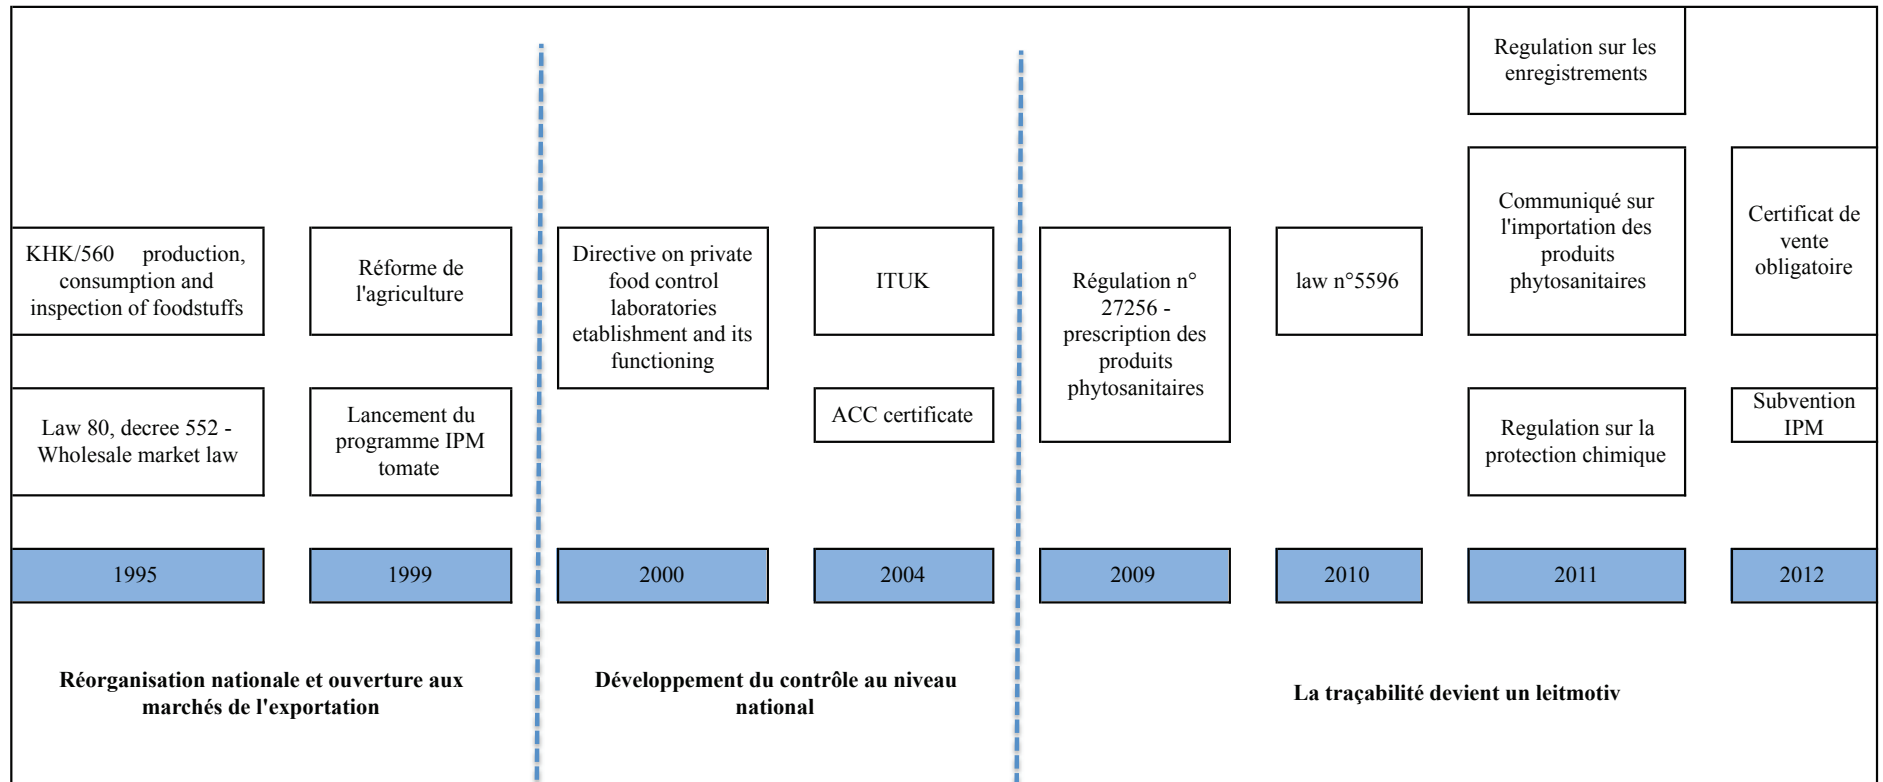 Regulation sur les
enregistrements
Communiqué sur
l'importation des
produits
phytosanitaires
Certificat de
vente
obligatoire
KHK/560 production,
consumption and
inspection of foodstuffs
Réforme de
l'agriculture
Directive on private
food control
laboratories
etablishment and its
functioning
ITUK
Régulation n°
27256 -
prescription des
produits
phytosanitaires
law n°5596
Law 80, decree 552 -
Wholesale market law
Lancement du
programme IPM
tomate
ACC certificate
Regulation sur la
protection chimique
Subvention
IPM
1995
1999
2000
2004
2009
2010
2011
2012
Réorganisation nationale et ouverture aux
marchés de l'exportation
Développement du contrôle au niveau
national
La traçabilité devient un leitmotiv